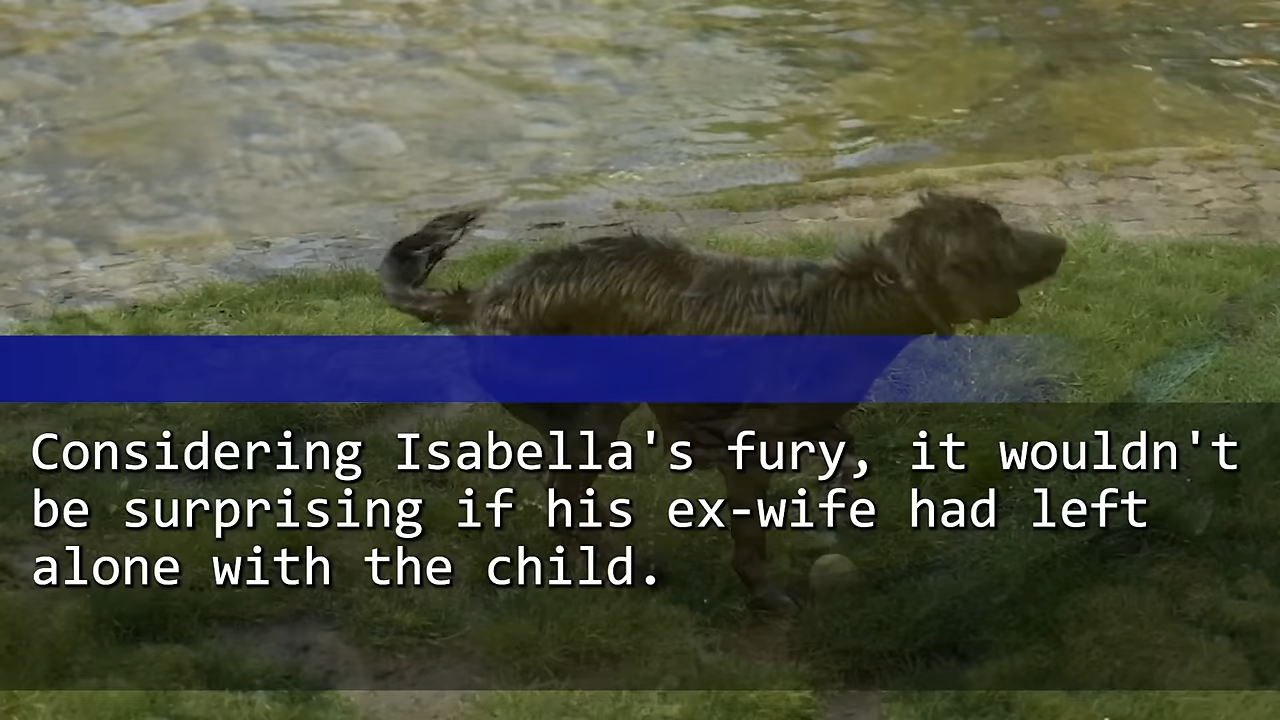 Considering Isabella's fury, it wouldn't
be surprising if his ex-wife had left
alone with the child.